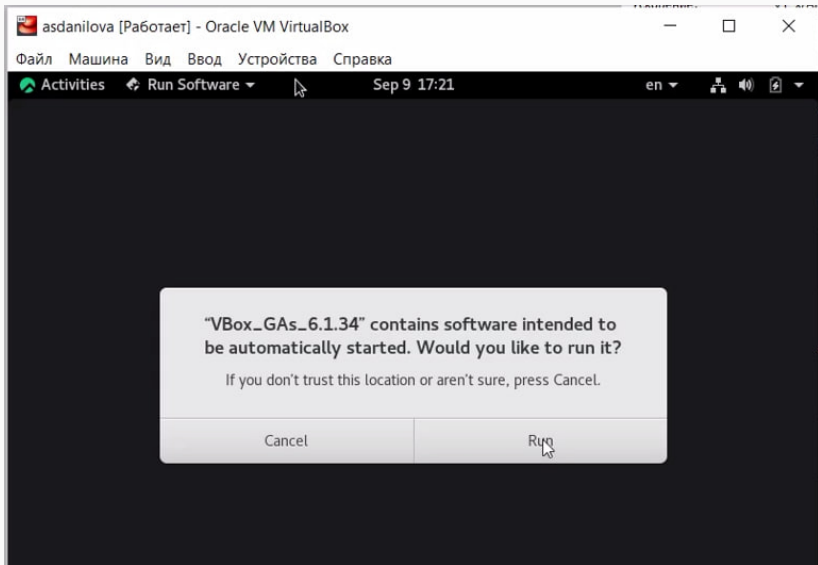 asdanilova [Работает] - Oracle VM VirtualBox
Файл Машина Вид Ввод Устройства Справка
Activities Run Software Sep 9 17:21 en
“VBox_GAs_6.1.34” contains software intended to
be automatically started. Would you like to run it?
If you don't trust this location or aren't sure, press Cancel.
Cancel Run